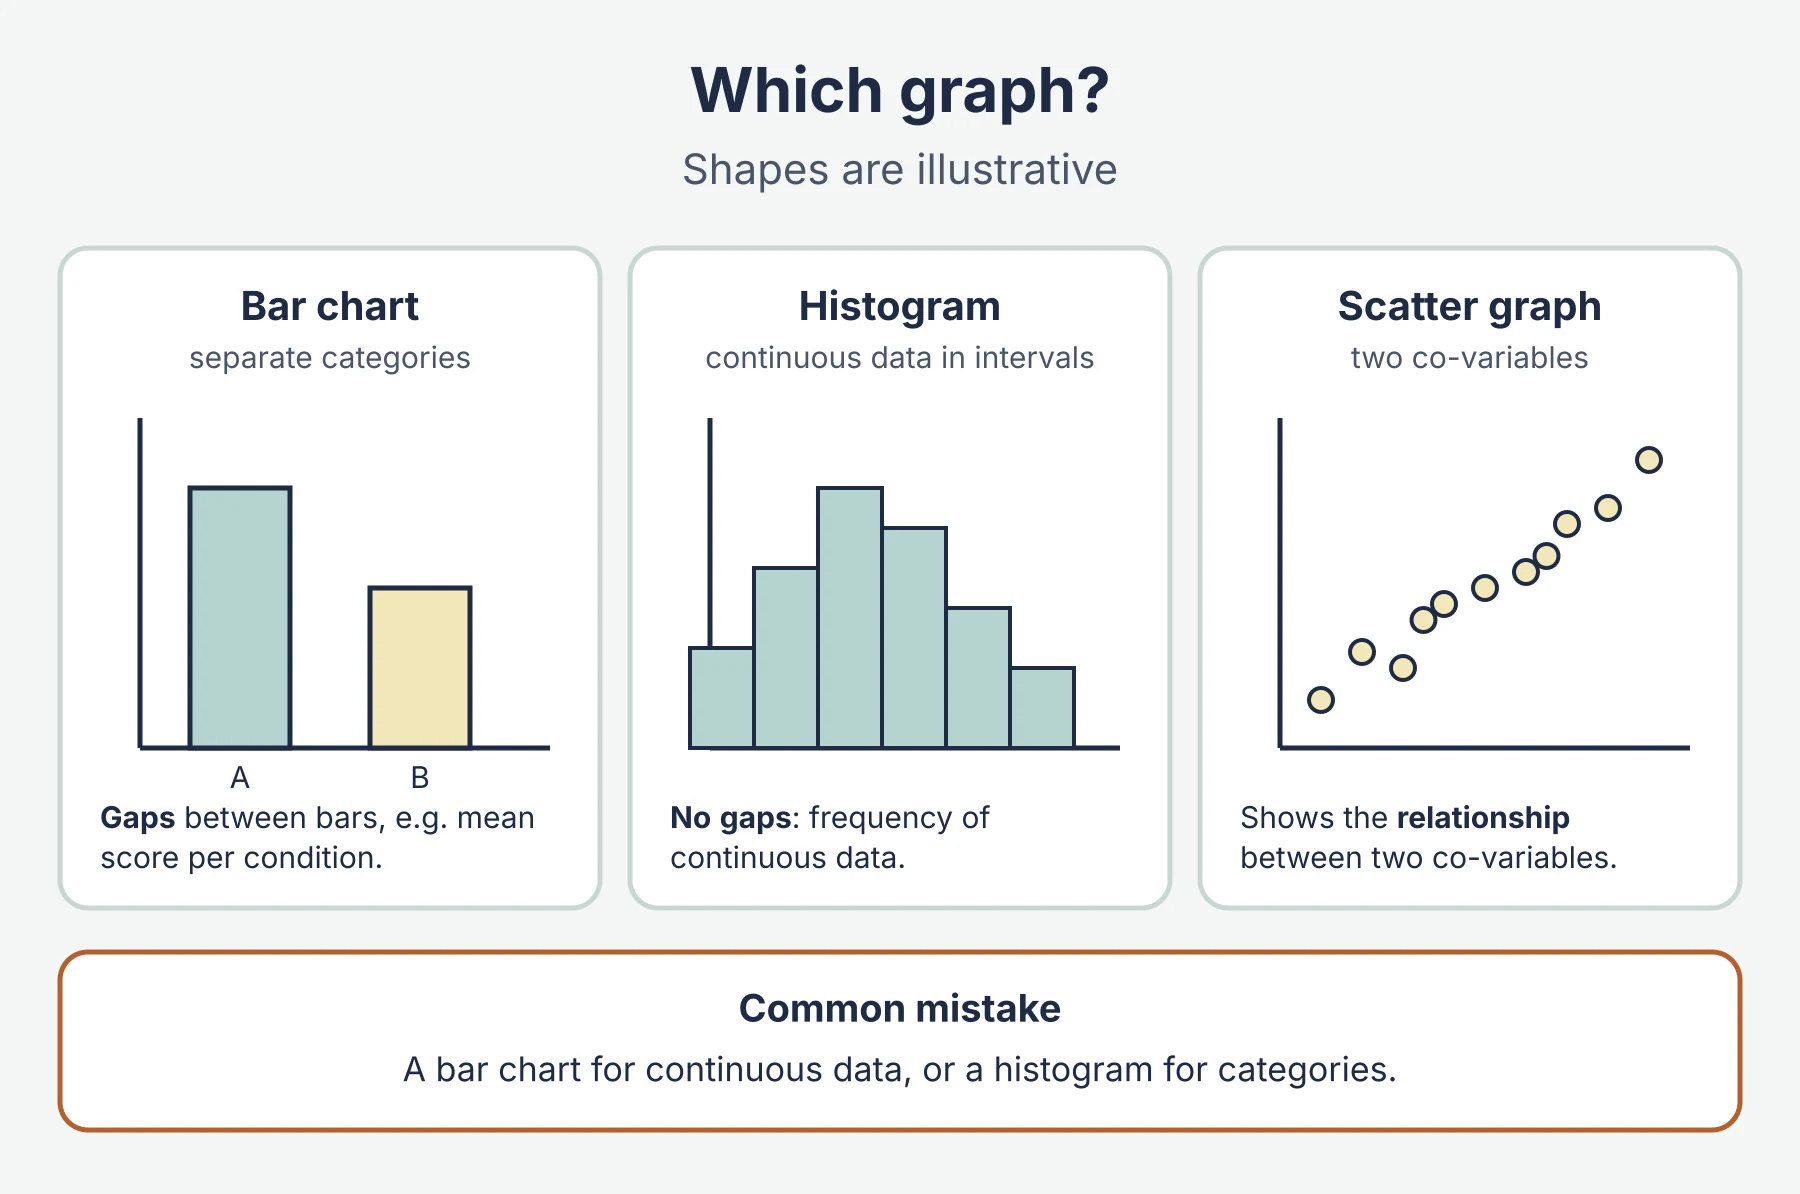 Which graph?
Shapes are illustrative
Bar chart
separate categories
A
B
Gaps between bars, e.g. mean
score per condition.
Histogram
continuous data in intervals
No gaps: frequency of
continuous data.
Scatter graph
two co-variables
Shows the relationship
between two co-variables.
Common mistake
A bar chart for continuous data, or a histogram for categories.